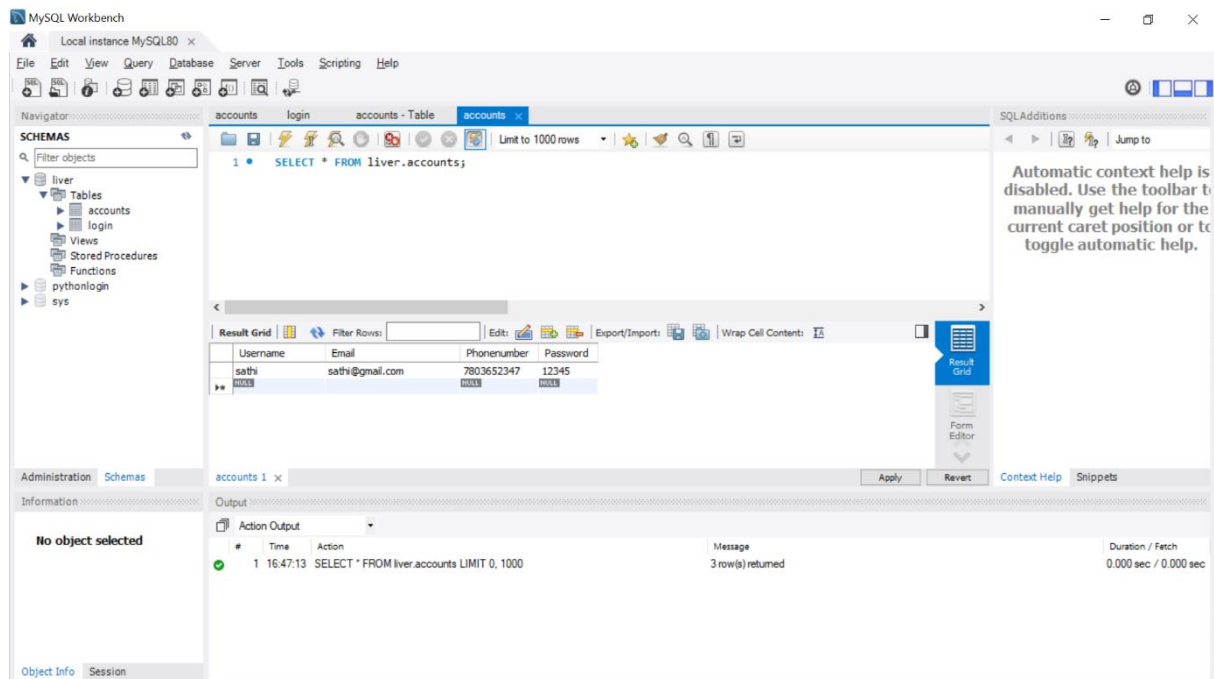 MySQL Workbench
Local instance MySQL80
File Edit View Query Database Server Tools Scripting Help
Navigator
SCHEMAS
Filter objects
liver
Tables
accounts
login
Views
Stored Procedures
Functions
pythonlogin
sys
Administration Schemas
Information
No object selected
Object Info Session
accounts login accounts - Table accounts
Limit to 1000 rows
1 SELECT * FROM liver.accounts;
Result Grid Filter Rows: Edit: Export/Import: Wrap Cell Content:
Username Email Phonenumber Password
sathi sathi@gmail.com 7803652347 12345
NULL NULL NULL
Result Grid
Form Editor
accounts 1 Apply Revert
Output
Action Output
# Time Action Message Duration / Fetch
1 16:47:13 SELECT * FROM liver.accounts LIMIT 0, 1000 3 row(s) returned 0.000 sec / 0.000 sec
SQLAdditions
Jump to
Automatic context help is
disabled. Use the toolbar t
manually get help for the
current caret position or to
toggle automatic help.
Context Help Snippets